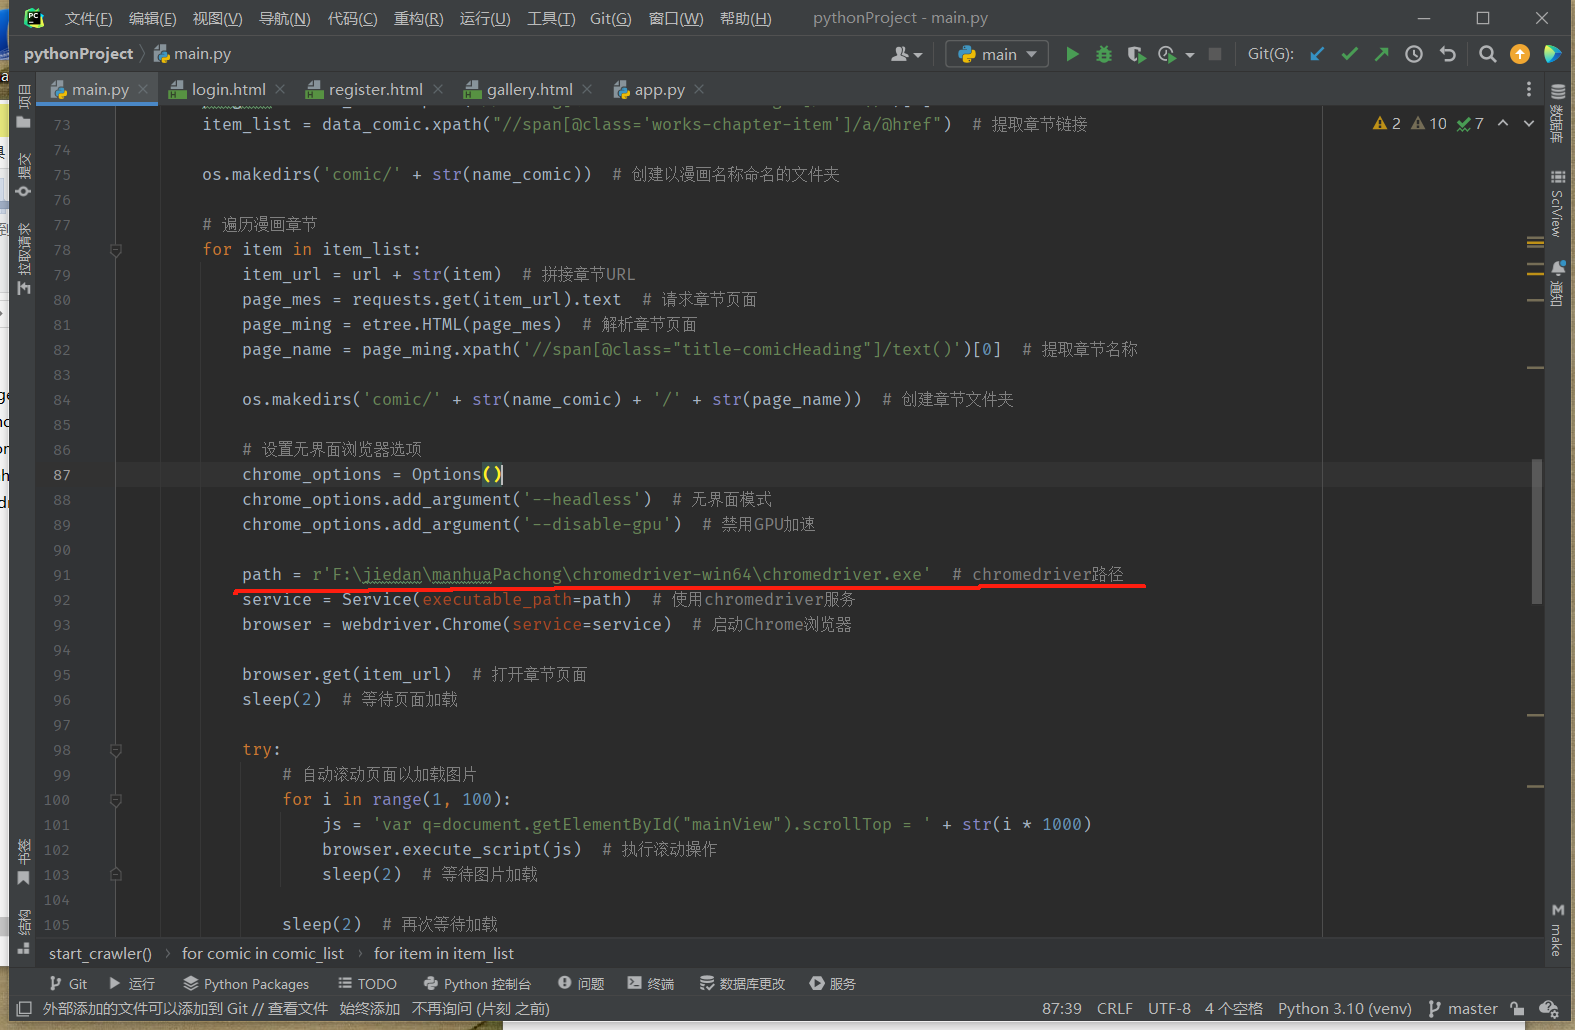 文件(F) 编辑(E) 视图(V) 导航(N) 代码(C) 重构(R) 运行(U) 工具(T) Git(G) 窗口(W) 帮助(H) pythonProject - main.py
pythonProject main.py main Git(G):
main.py login.html register.html gallery.html app.py
73 item_list = data_comic.xpath("//span[@class='works-chapter-item']/a/@href") # 提取章节链接
2 10 7
74
75 os.makedirs('comic/' + str(name_comic)) # 创建以漫画名称命名的文件夹
76
77 # 遍历漫画章节
78 for item in item_list:
79 item_url = url + str(item) # 拼接章节URL
80 page_mes = requests.get(item_url).text # 请求章节页面
81 page_ming = etree.HTML(page_mes) # 解析章节页面
82 page_name = page_ming.xpath('//span[@class="title-comicHeading"]/text()')[0] # 提取章节名称
83
84 os.makedirs('comic/' + str(name_comic) + '/' + str(page_name)) # 创建章节文件夹
85
86 # 设置无界面浏览器选项
87 chrome_options = Options()
88 chrome_options.add_argument('--headless') # 无界面模式
89 chrome_options.add_argument('--disable-gpu') # 禁用GPU加速
90
91 path = r'F:\jiedan\manhuaPachong\chromedriver-win64\chromedriver.exe' # chromedriver路径
92 service = Service(executable_path=path) # 使用chromedriver服务
93 browser = webdriver.Chrome(service=service) # 启动Chrome浏览器
94
95 browser.get(item_url) # 打开章节页面
96 sleep(2) # 等待页面加载
97
98 try:
99 # 自动滚动页面以加载图片
100 for i in range(1, 100):
101 js = 'var q=document.getElementById("mainView").scrollTop = ' + str(i * 1000)
102 browser.execute_script(js) # 执行滚动操作
103 sleep(2) # 等待图片加载
104
105 sleep(2) # 再次等待加载
项目
提交
拉取请求
书签
结构
数据库
SciView
通知
make
start_crawler() for comic in comic_list for item in item_list
Git 运行 Python Packages TODO Python 控制台 问题 终端 数据库更改 服务
外部添加的文件可以添加到 Git // 查看文件 始终添加 不再询问 (片刻 之前) 87:39 CRLF UTF-8 4 个空格 Python 3.10 (venv) master